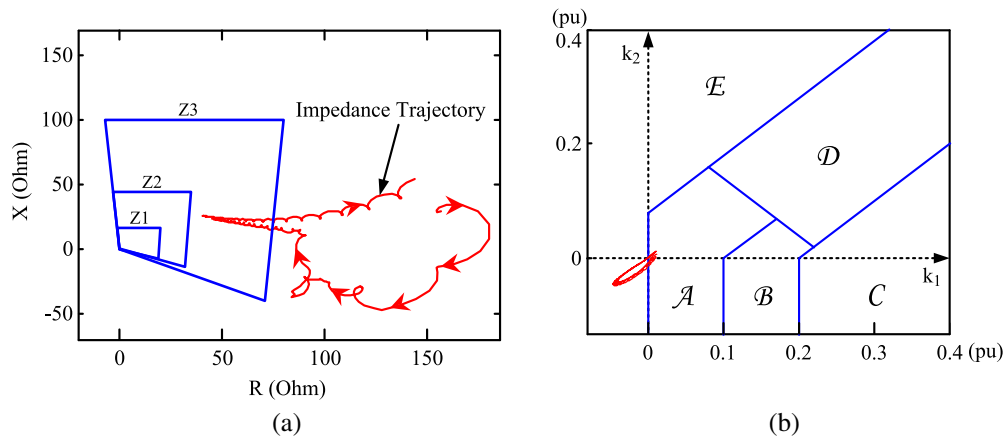 150
100
50
0
-50
X (Ohm)
0
50
100
150
R (Ohm)
Z3
Z2
Z1
Impedance Trajectory
(a)
(pu)
0.4
0.2
0
k2
k1
E
D
A
B
C
0
0.1
0.2
0.3
0.4 (pu)
(b)